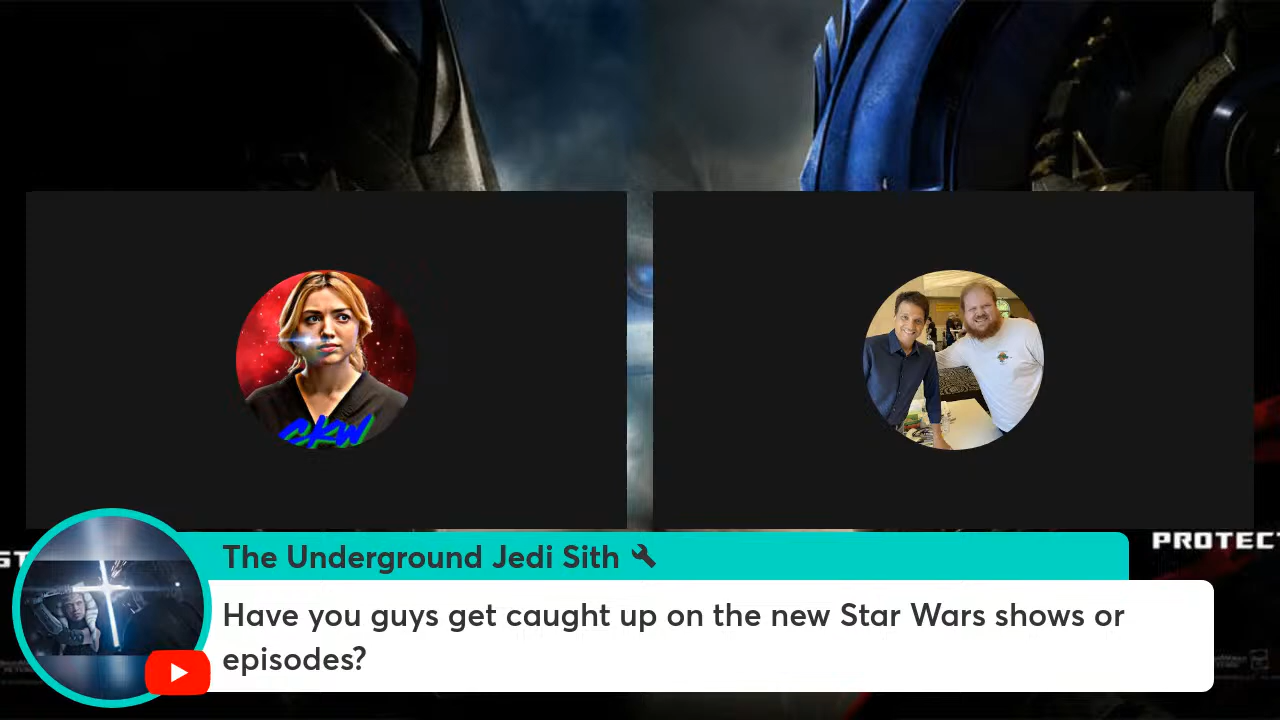 CKW
PROTECT
The Underground Jedi Sith
Have you guys get caught up on the new Star Wars shows or
episodes?